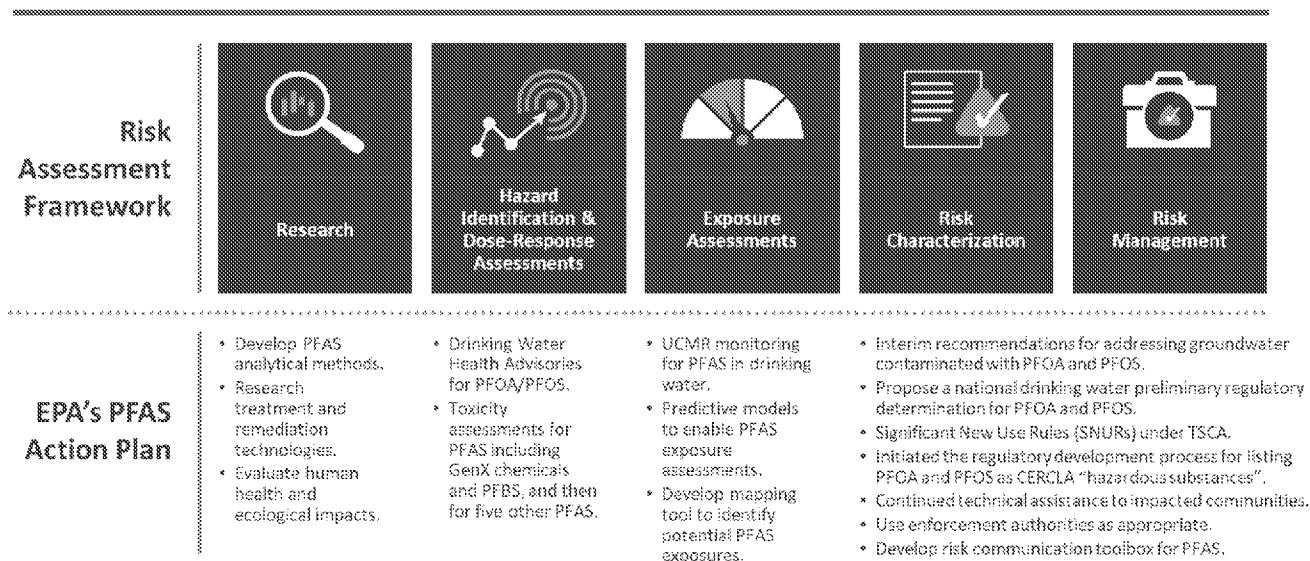 Risk
Assessment
Framework
Research
Hazard
Identification &
Dose-Response
Assessments
Exposure
Assessments
Risk
Characterization
Risk
Management
EPA's PFAS
Action Plan
• Develop PFAS
analytical methods.
• Research
treatment and
remediation
technologies.
• Evaluate human
health and
ecological impacts.
• Drinking Water
Health Advisories
for PFOA/PFOS.
• Toxicity
assessments for
PFAS including
GenX chemicals
and PFBS, and then
for five other PFAS.
• UCMR monitoring
for PFAS in drinking
water.
• Predictive models
to enable PFAS
exposure
assessments.
• Develop mapping
tool to identify
potential PFAS
exposures.
• Interim recommendations for addressing groundwater
contaminated with PFOA and PFOS.
• Propose a national drinking water preliminary regulatory
determination for PFOA and PFOS.
• Significant New Use Rules (SNURs) under TSCA.
• Initiated the regulatory development process for listing
PFOA and PFOS as CERCLA "hazardous substances".
• Continued technical assistance to impacted communities.
• Use enforcement authorities as appropriate.
• Develop risk communication toolbox for PFAS.